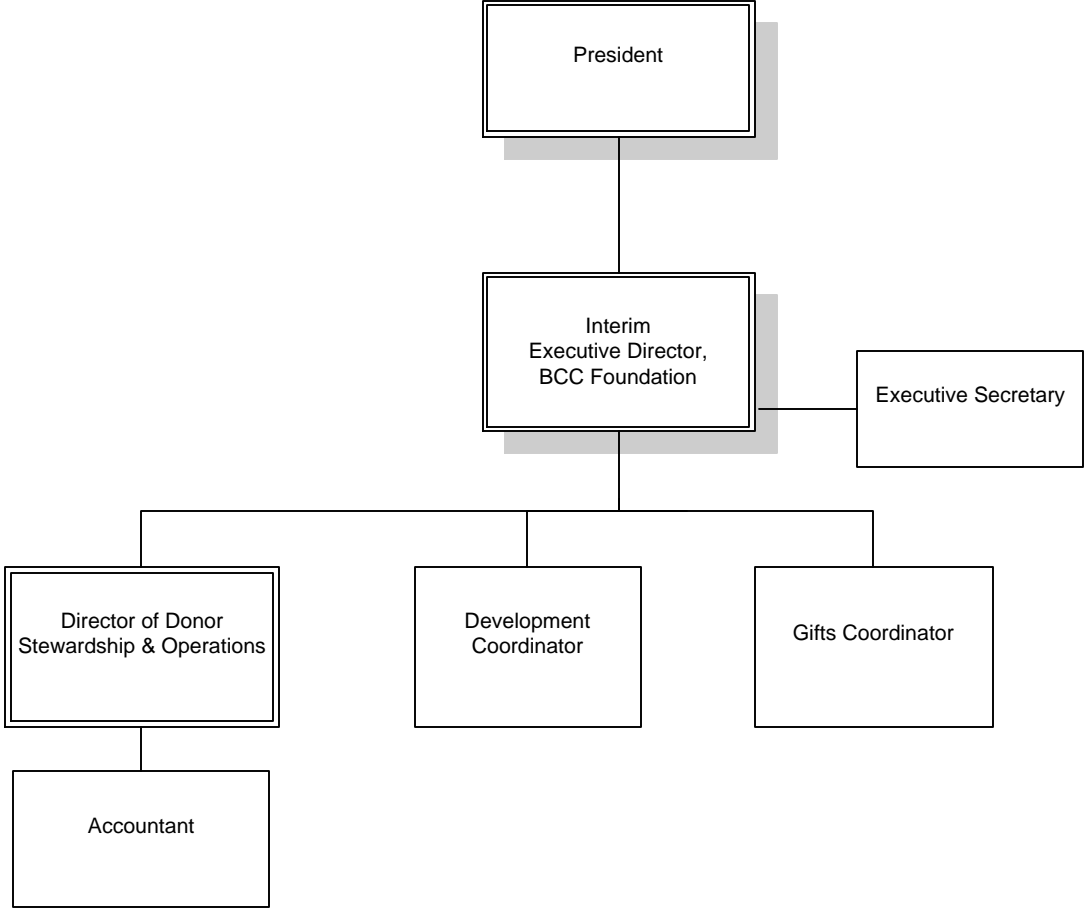 President
Interim
Executive Director,
BCC Foundation
Executive Secretary
Director of Donor
Stewardship & Operations
Development
Coordinator
Gifts Coordinator
Accountant